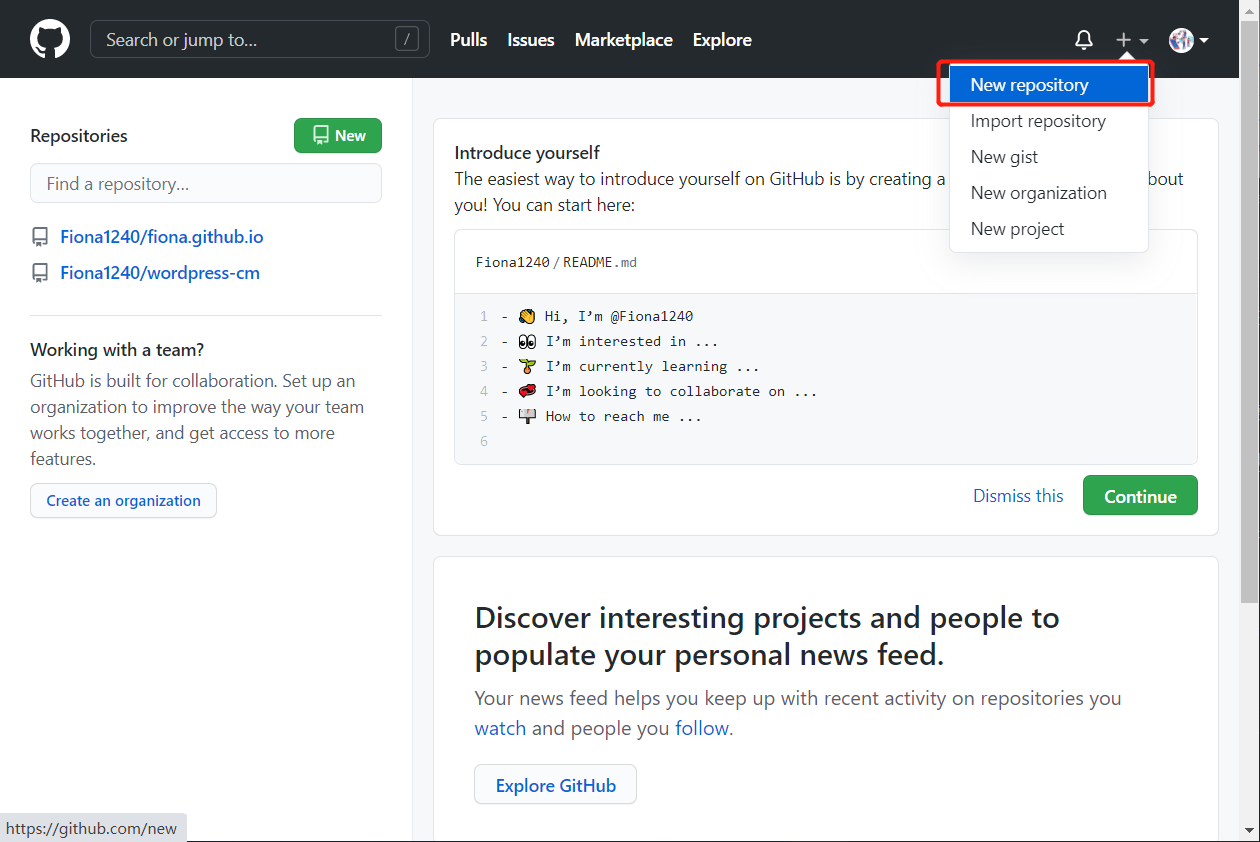 Search or jump to...
/
Pulls
Issues
Marketplace
Explore
New repository
Import repository
New gist
New organization
New project
Repositories
New
Find a repository...
Fiona1240/fiona.github.io
Fiona1240/wordpress-cm
Working with a team?
GitHub is built for collaboration. Set up an
organization to improve the way your team
works together, and get access to more
features.
Create an organization
Introduce yourself
The easiest way to introduce yourself on GitHub is by creating a bout
you! You can start here:
Fiona1240 / README.md
1 - 👋 Hi, I’m @Fiona1240
2 - 👀 I’m interested in ...
3 - 🌱 I’m currently learning ...
4 - 💞️ I’m looking to collaborate on ...
5 - 📫 How to reach me ...
6
Dismiss this
Continue
Discover interesting projects and people to
populate your personal news feed.
Your news feed helps you keep up with recent activity on repositories you
watch and people you follow.
Explore GitHub
https://github.com/new